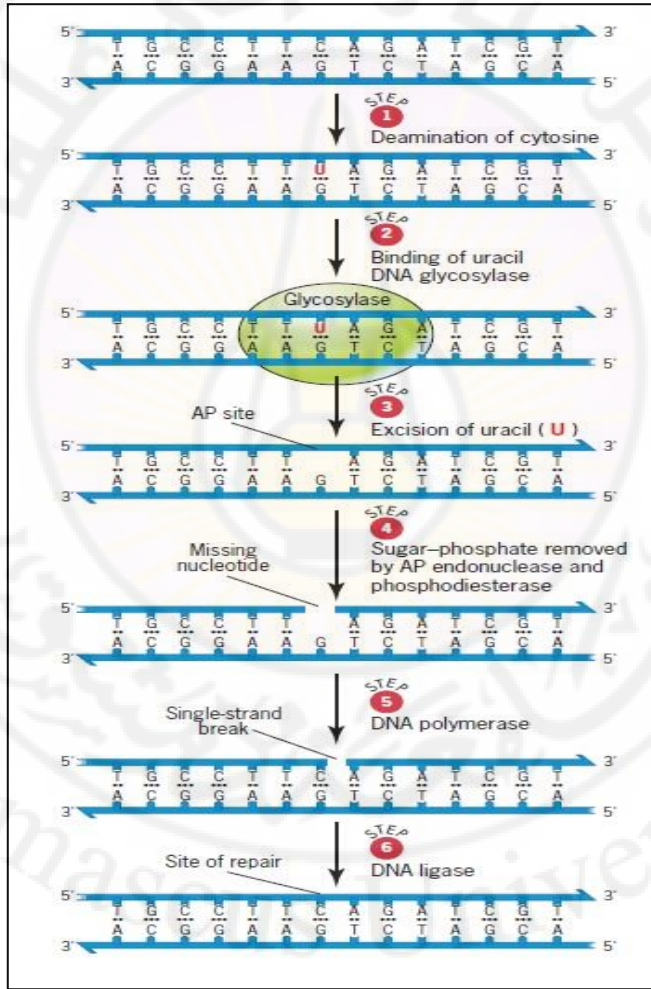 5' 3'
T G C C T T C A G A T C G T
A C G G A A G T C T A G C A
3' 5'
STEP
1
Deamination of cytosine
5' 3'
T G C C T T U A G A T C G T
A C G G A A G T C T A G C A
3' 5'
STEP
2
Binding of uracil
DNA glycosylase
Glycosylase
5' 3'
T G C C T T U A G A T C G T
A C G G A A G T C T A G C A
3' 5'
STEP
3
AP site
Excision of uracil ( U )
5' 3'
T G C C T T A G A T C G T
A C G G A A G T C T A G C A
3' 5'
STEP
4
Missing
nucleotide
Sugar–phosphate removed
by AP endonuclease and
phosphodiesterase
5' 3'
T G C C T T A G A T C G T
A C G G A A G T C T A G C A
3' 5'
STEP
5
Single-strand
break
DNA polymerase
5' 3'
T G C C T T C A G A T C G T
A C G G A A G T C T A G C A
3' 5'
STEP
6
Site of repair
DNA ligase
5' 3'
T G C C T T C A G A T C G T
A C G G A A G T C T A G C A
3' 5'
mascus Univer